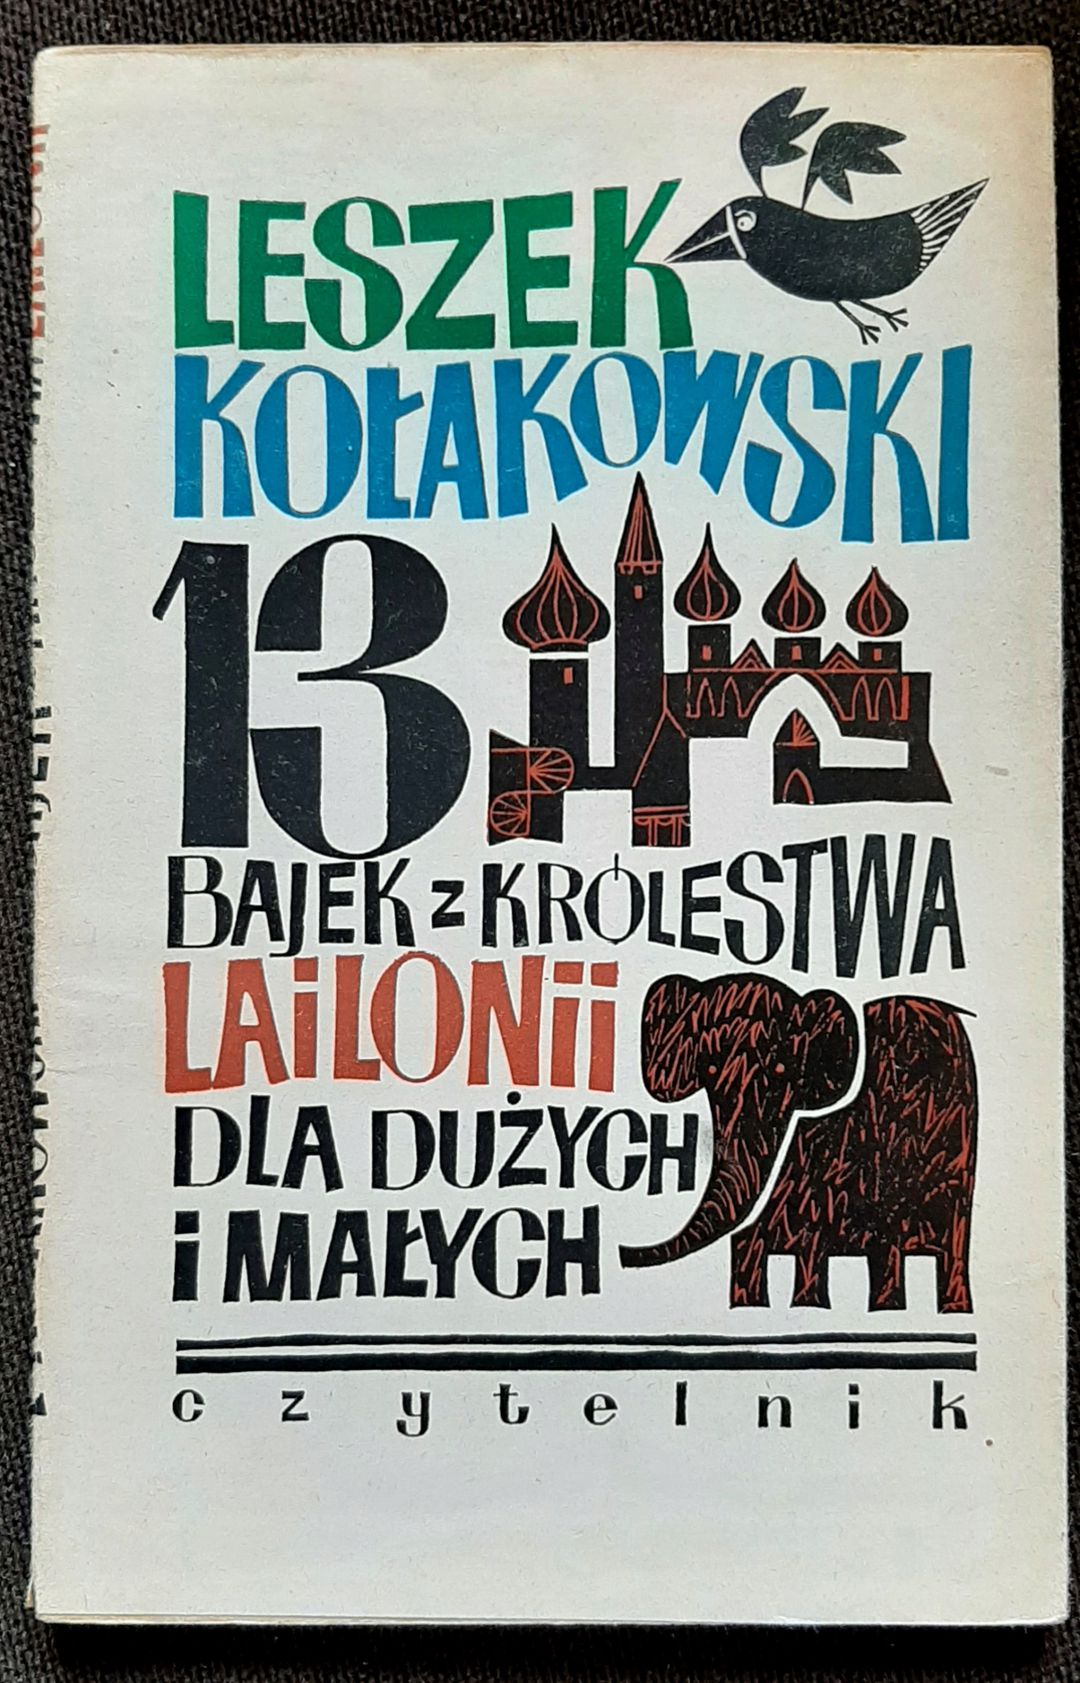 LESZEK
KOŁAKOWSKI
13
BAJEK z KRÓLESTWA
LAiLONii
DLA DUŻYCH
i MAŁYCH
czytelnik